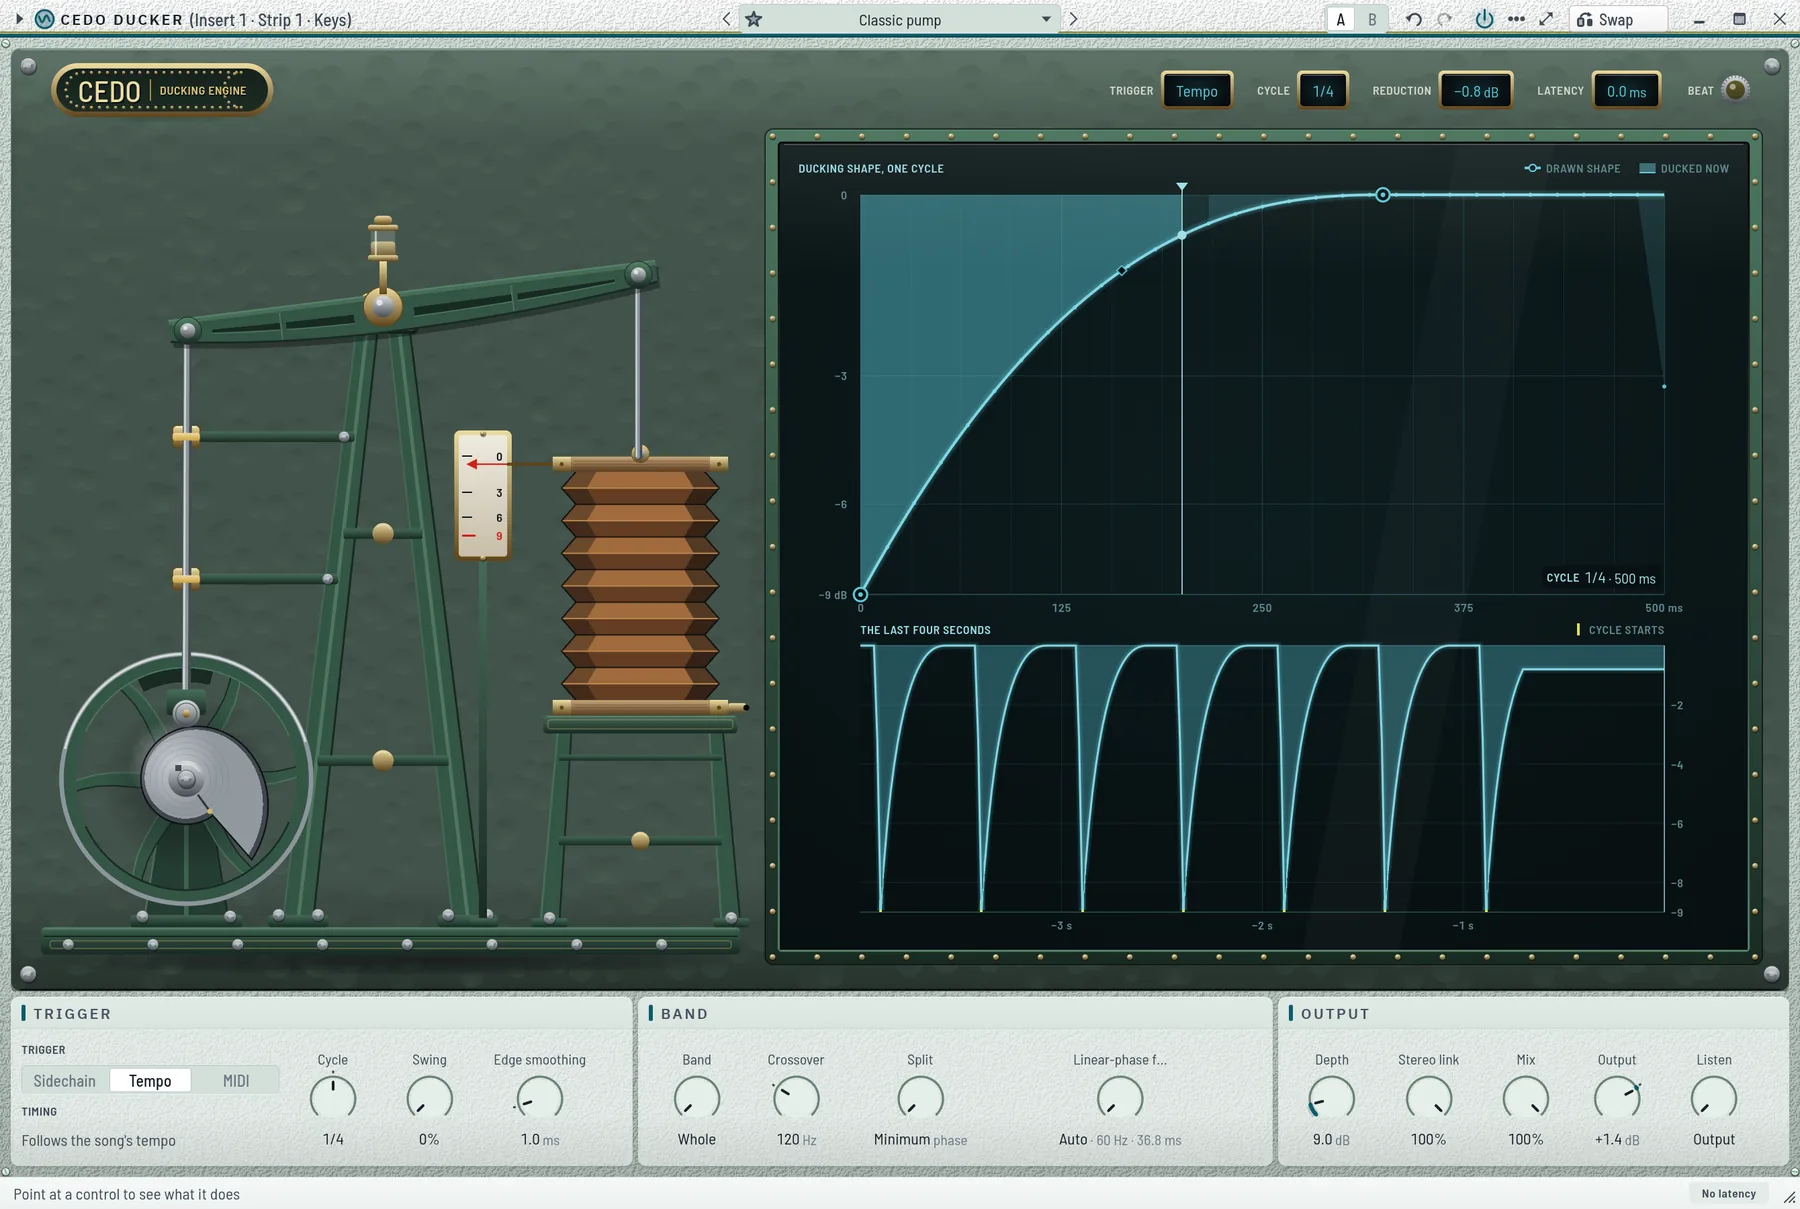 CEDO DUCKER (Insert 1 · Strip 1 · Keys)
Classic pump
A B
Swap
CEDO DUCKING ENGINE
TRIGGER Tempo CYCLE 1/4 REDUCTION −0.8 dB LATENCY 0.0 ms BEAT
DUCKING SHAPE, ONE CYCLE
DRAWN SHAPE DUCKED NOW
0
−3
−6
−9 dB
CYCLE 1/4 · 500 ms
0 125 250 375 500 ms
0
3
6
9
THE LAST FOUR SECONDS
CYCLE STARTS
−2
−4
−6
−8
−9
−3 s −2 s −1 s
TRIGGER
TRIGGER
Sidechain Tempo MIDI
TIMING
Follows the song's tempo
Cycle Swing Edge smoothing
1/4 0% 1.0 ms
BAND
Band Crossover Split Linear-phase f...
Whole 120 Hz Minimum phase Auto · 60 Hz · 36.8 ms
OUTPUT
Depth Stereo link Mix Output Listen
9.0 dB 100% 100% +1.4 dB Output
Point at a control to see what it does
No latency